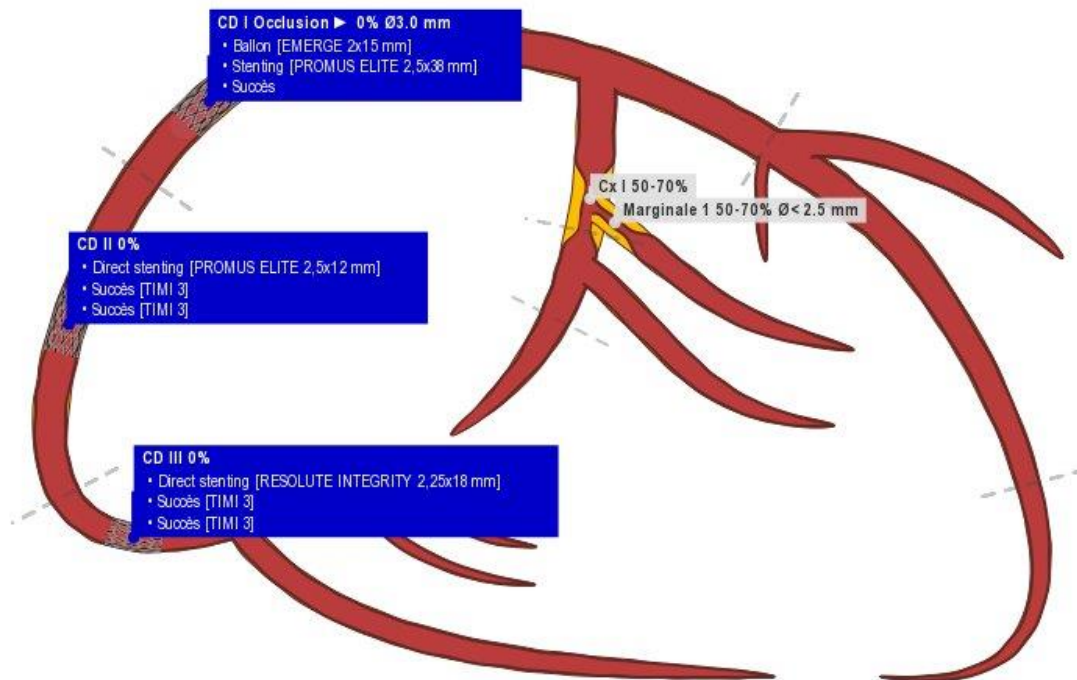 CD I Occlusion ► 0% Ø3.0 mm
• Ballon [EMERGE 2x15 mm]
• Stenting [PROMUS ELITE 2,5x38 mm]
• Succès
Cx I 50-70%
Marginale 1 50-70% Ø<2.5 mm
CD II 0%
• Direct stenting [PROMUS ELITE 2,5x12 mm]
• Succès [TIMI 3]
• Succès [TIMI 3]
CD III 0%
• Direct stenting [RESOLUTE INTEGRITY 2,25x18 mm]
• Succès [TIMI 3]
• Succès [TIMI 3]